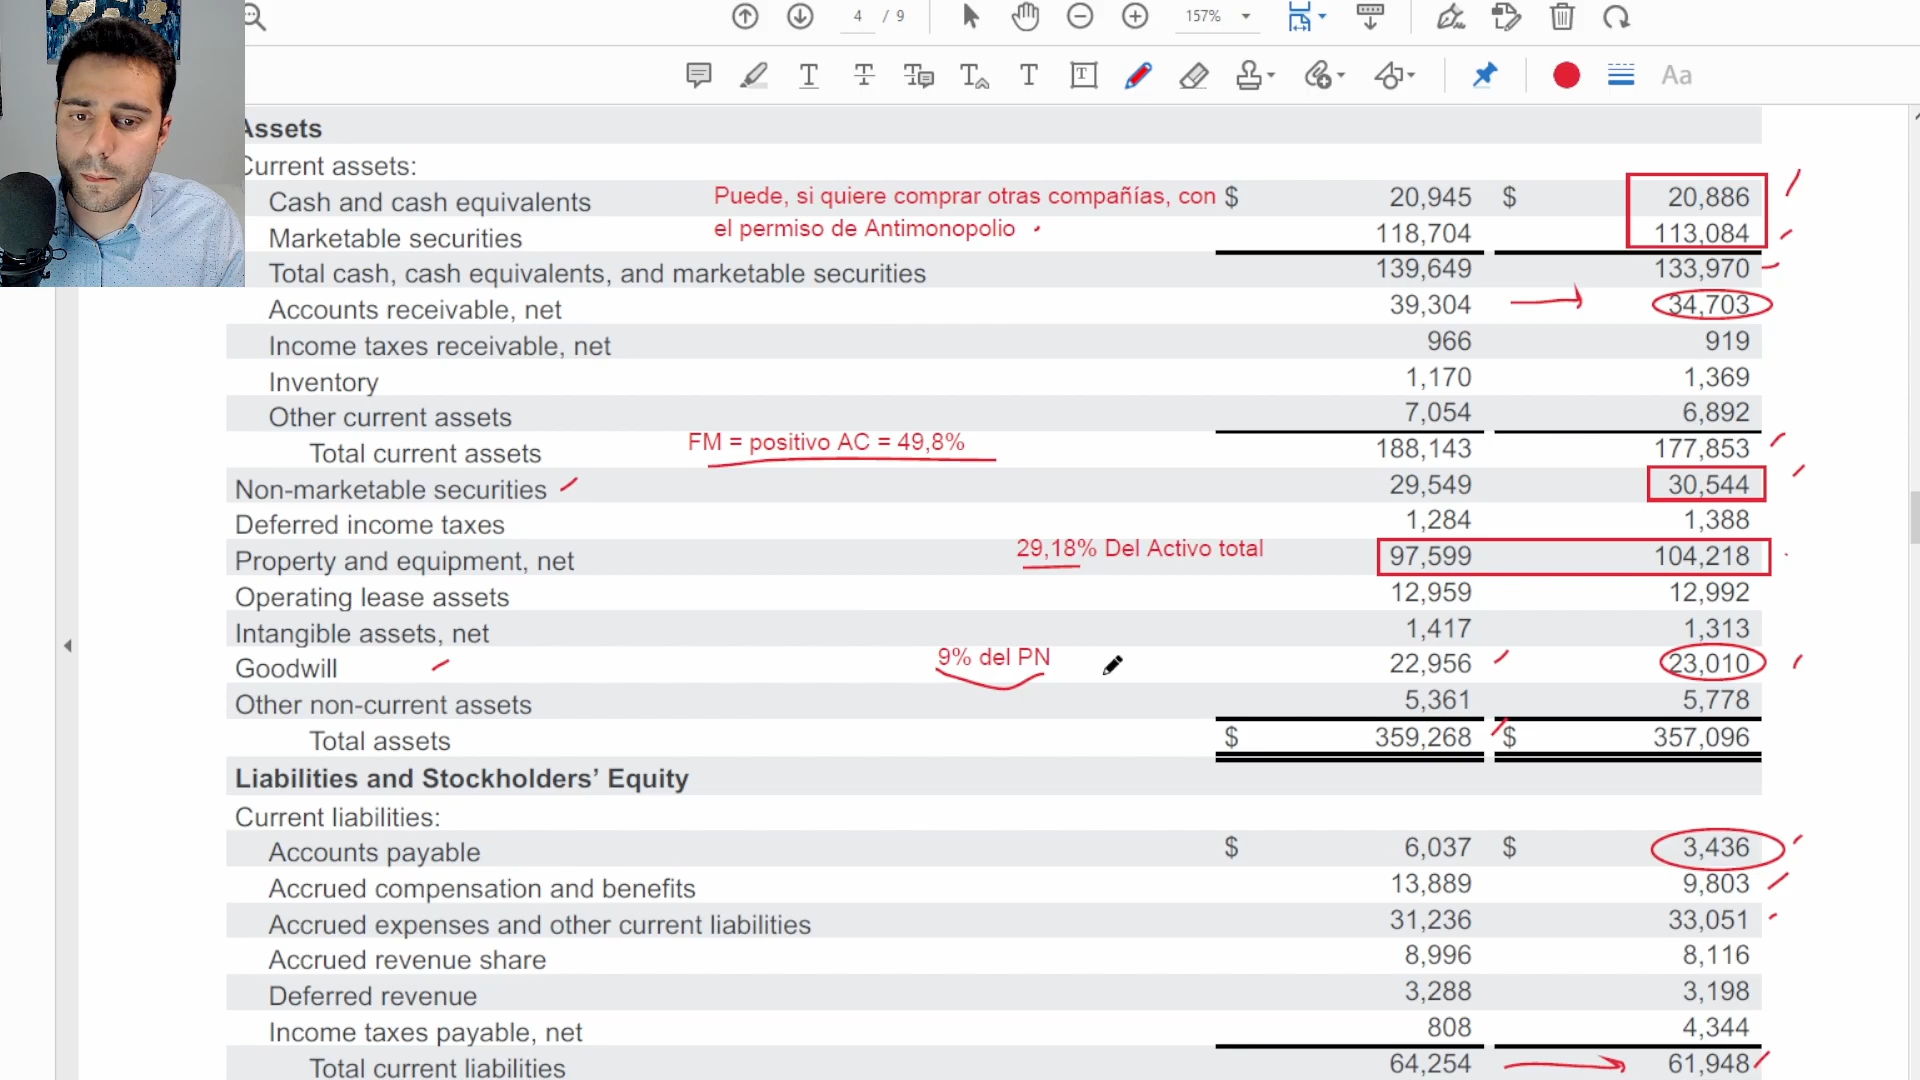 4 / 9 157%
Aa
Assets
Current assets:
Cash and cash equivalents $ 20,945 $ 20,886
Puede, si quiere comprar otras compañías, con
el permiso de Antimonopolio
Marketable securities 118,704 113,084
Total cash, cash equivalents, and marketable securities 139,649 133,970
Accounts receivable, net 39,304 34,703
Income taxes receivable, net 966 919
Inventory 1,170 1,369
Other current assets 7,054 6,892
FM = positivo AC = 49,8%
Total current assets 188,143 177,853
Non-marketable securities 29,549 30,544
Deferred income taxes 1,284 1,388
29,18% Del Activo total
Property and equipment, net 97,599 104,218
Operating lease assets 12,959 12,992
Intangible assets, net 1,417 1,313
9% del PN
Goodwill 22,956 23,010
Other non-current assets 5,361 5,778
Total assets $ 359,268 $ 357,096
Liabilities and Stockholders’ Equity
Current liabilities:
Accounts payable $ 6,037 $ 3,436
Accrued compensation and benefits 13,889 9,803
Accrued expenses and other current liabilities 31,236 33,051
Accrued revenue share 8,996 8,116
Deferred revenue 3,288 3,198
Income taxes payable, net 808 4,344
Total current liabilities 64,254 61,948